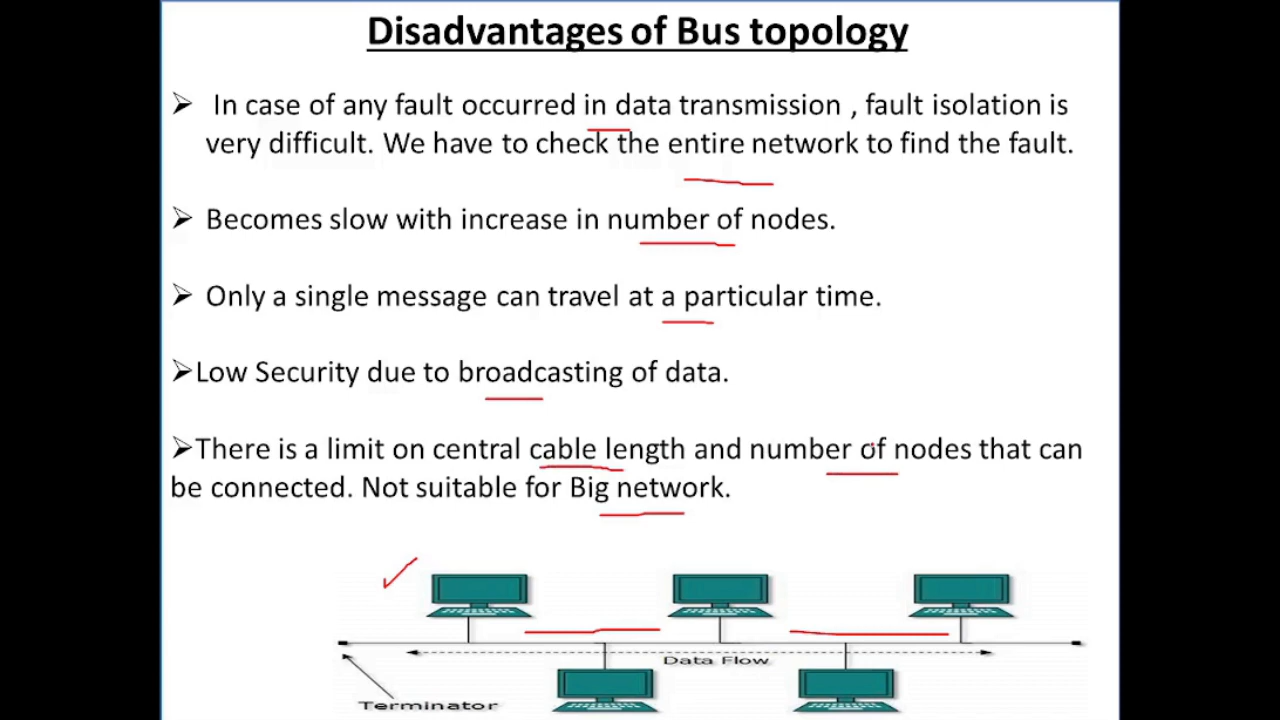 Disadvantages of Bus topology
➢ In case of any fault occurred in data transmission , fault isolation is
very difficult. We have to check the entire network to find the fault.
➢ Becomes slow with increase in number of nodes.
➢ Only a single message can travel at a particular time.
➢Low Security due to broadcasting of data.
➢There is a limit on central cable length and number of nodes that can
be connected. Not suitable for Big network.
Data Flow
Terminator